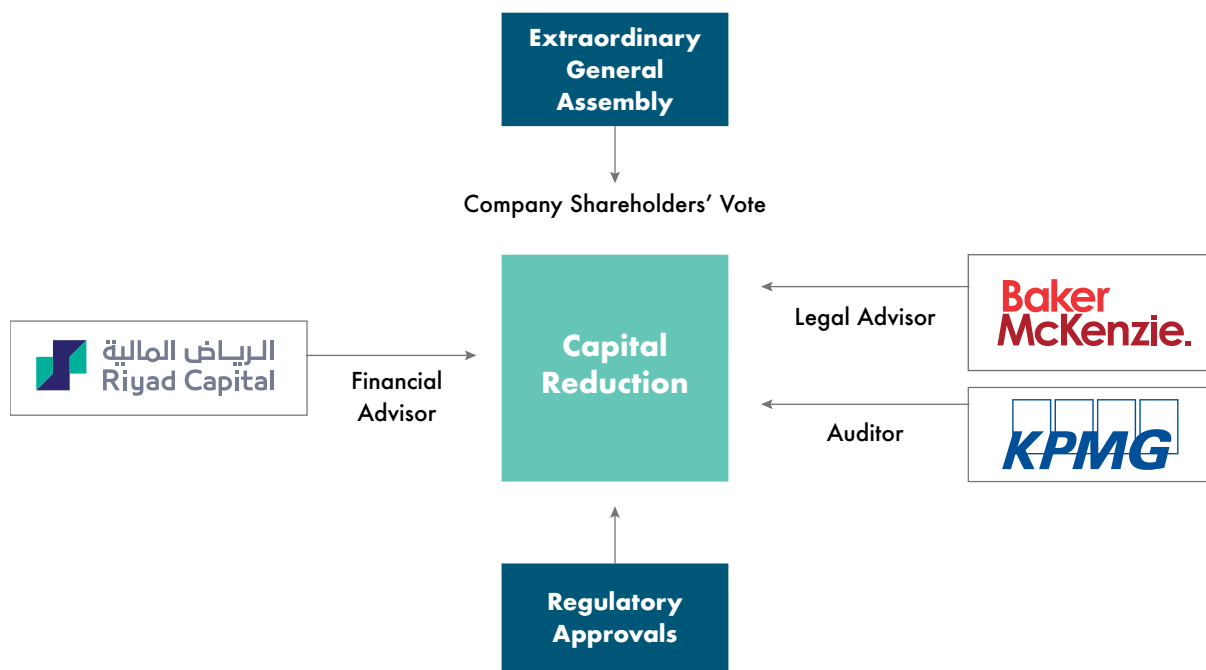 Extraordinary
General
Assembly
Company Shareholders' Vote
الرياض المالية
Riyad Capital
Financial
Advisor
Capital
Reduction
Legal Advisor
Baker
McKenzie.
Auditor
KPMG
Regulatory
Approvals